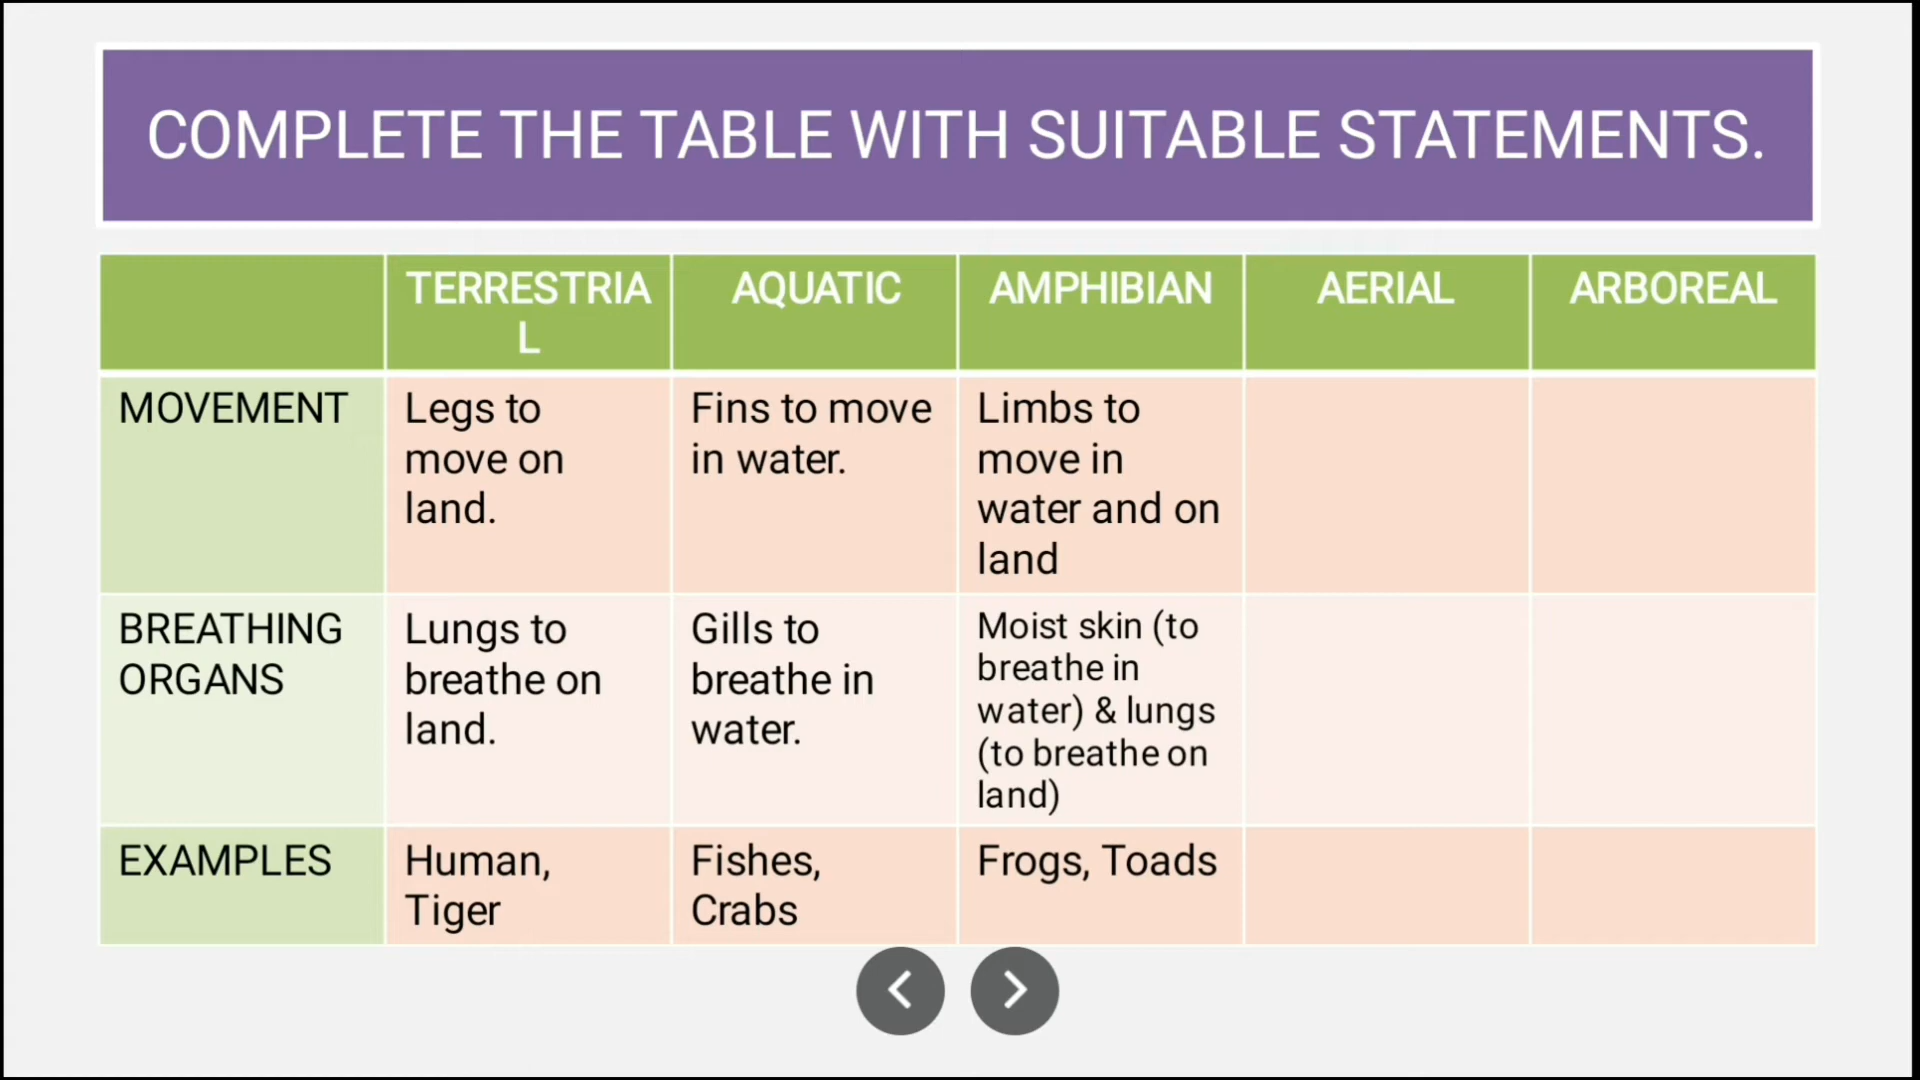 COMPLETE THE TABLE WITH SUITABLE STATEMENTS.
TERRESTRIA
L
AQUATIC
AMPHIBIAN
AERIAL
ARBOREAL
MOVEMENT
Legs to
move on
land.
Fins to move
in water.
Limbs to
move in
water and on
land
BREATHING
ORGANS
Lungs to
breathe on
land.
Gills to
breathe in
water.
Moist skin (to
breathe in
water) & lungs
(to breathe on
land)
EXAMPLES
Human,
Tiger
Fishes,
Crabs
Frogs, Toads